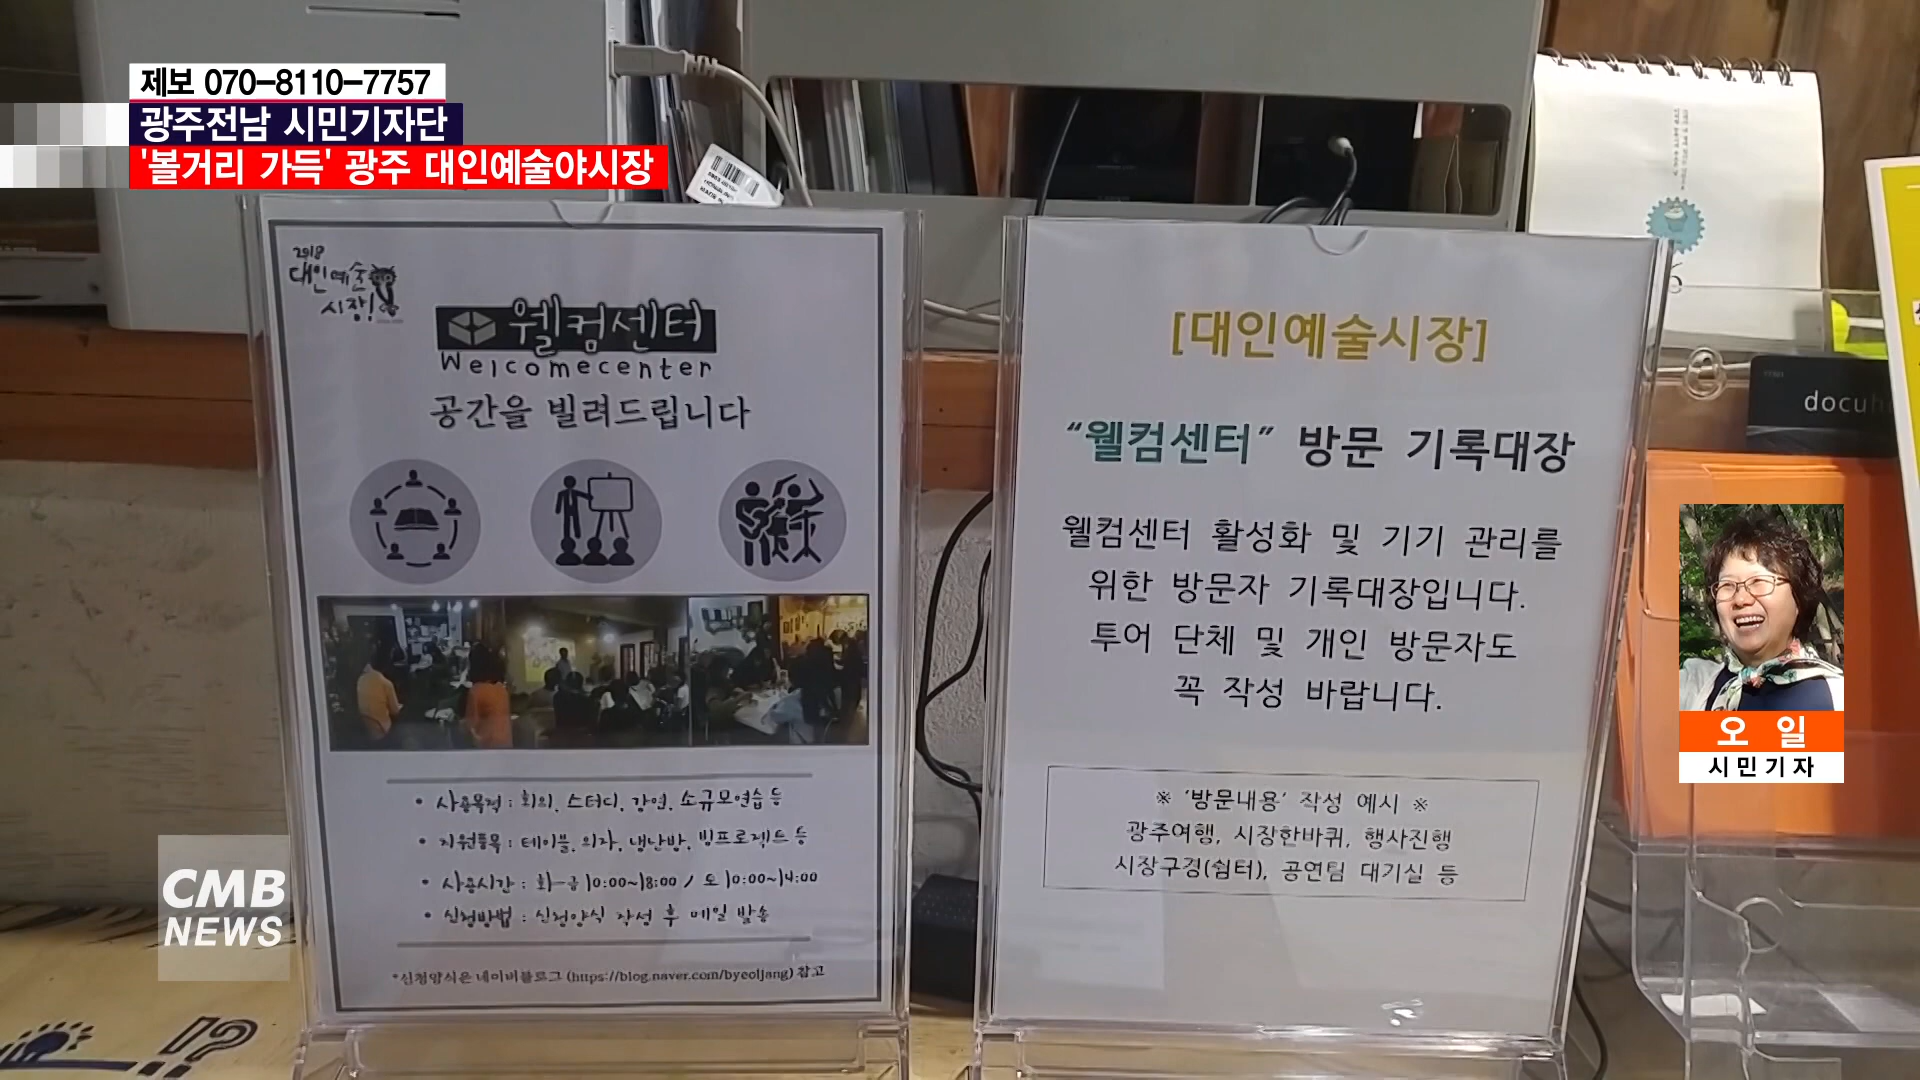 제보 070-8110-7757
광주전남 시민기자단
'볼거리 가득' 광주 대인예술야시장
2018
대인예술
시장!
웰컴센터
Welcomecenter
공간을 빌려드립니다
• 사용목적 : 회의, 스터디, 강연, 소규모연습 등
• 지원품목 : 테이블, 의자, 냉난방, 빔프로젝트 등
• 사용시간 : 화-금 10:00~18:00 / 토 10:00~14:00
• 신청방법 : 신청양식 작성 후 메일 발송
*신청양식은 네이버블로그 (https://blog.naver.com/byeoljang) 참고
[대인예술시장]
“웰컴센터” 방문 기록대장
웰컴센터 활성화 및 기기 관리를
위한 방문자 기록대장입니다.
투어 단체 및 개인 방문자도
꼭 작성 바랍니다.
※ '방문내용' 작성 예시 ※
광주여행, 시장한바퀴, 행사진행
시장구경(쉼터), 공연팀 대기실 등
오 일
시민기자
CMB
NEWS
!?